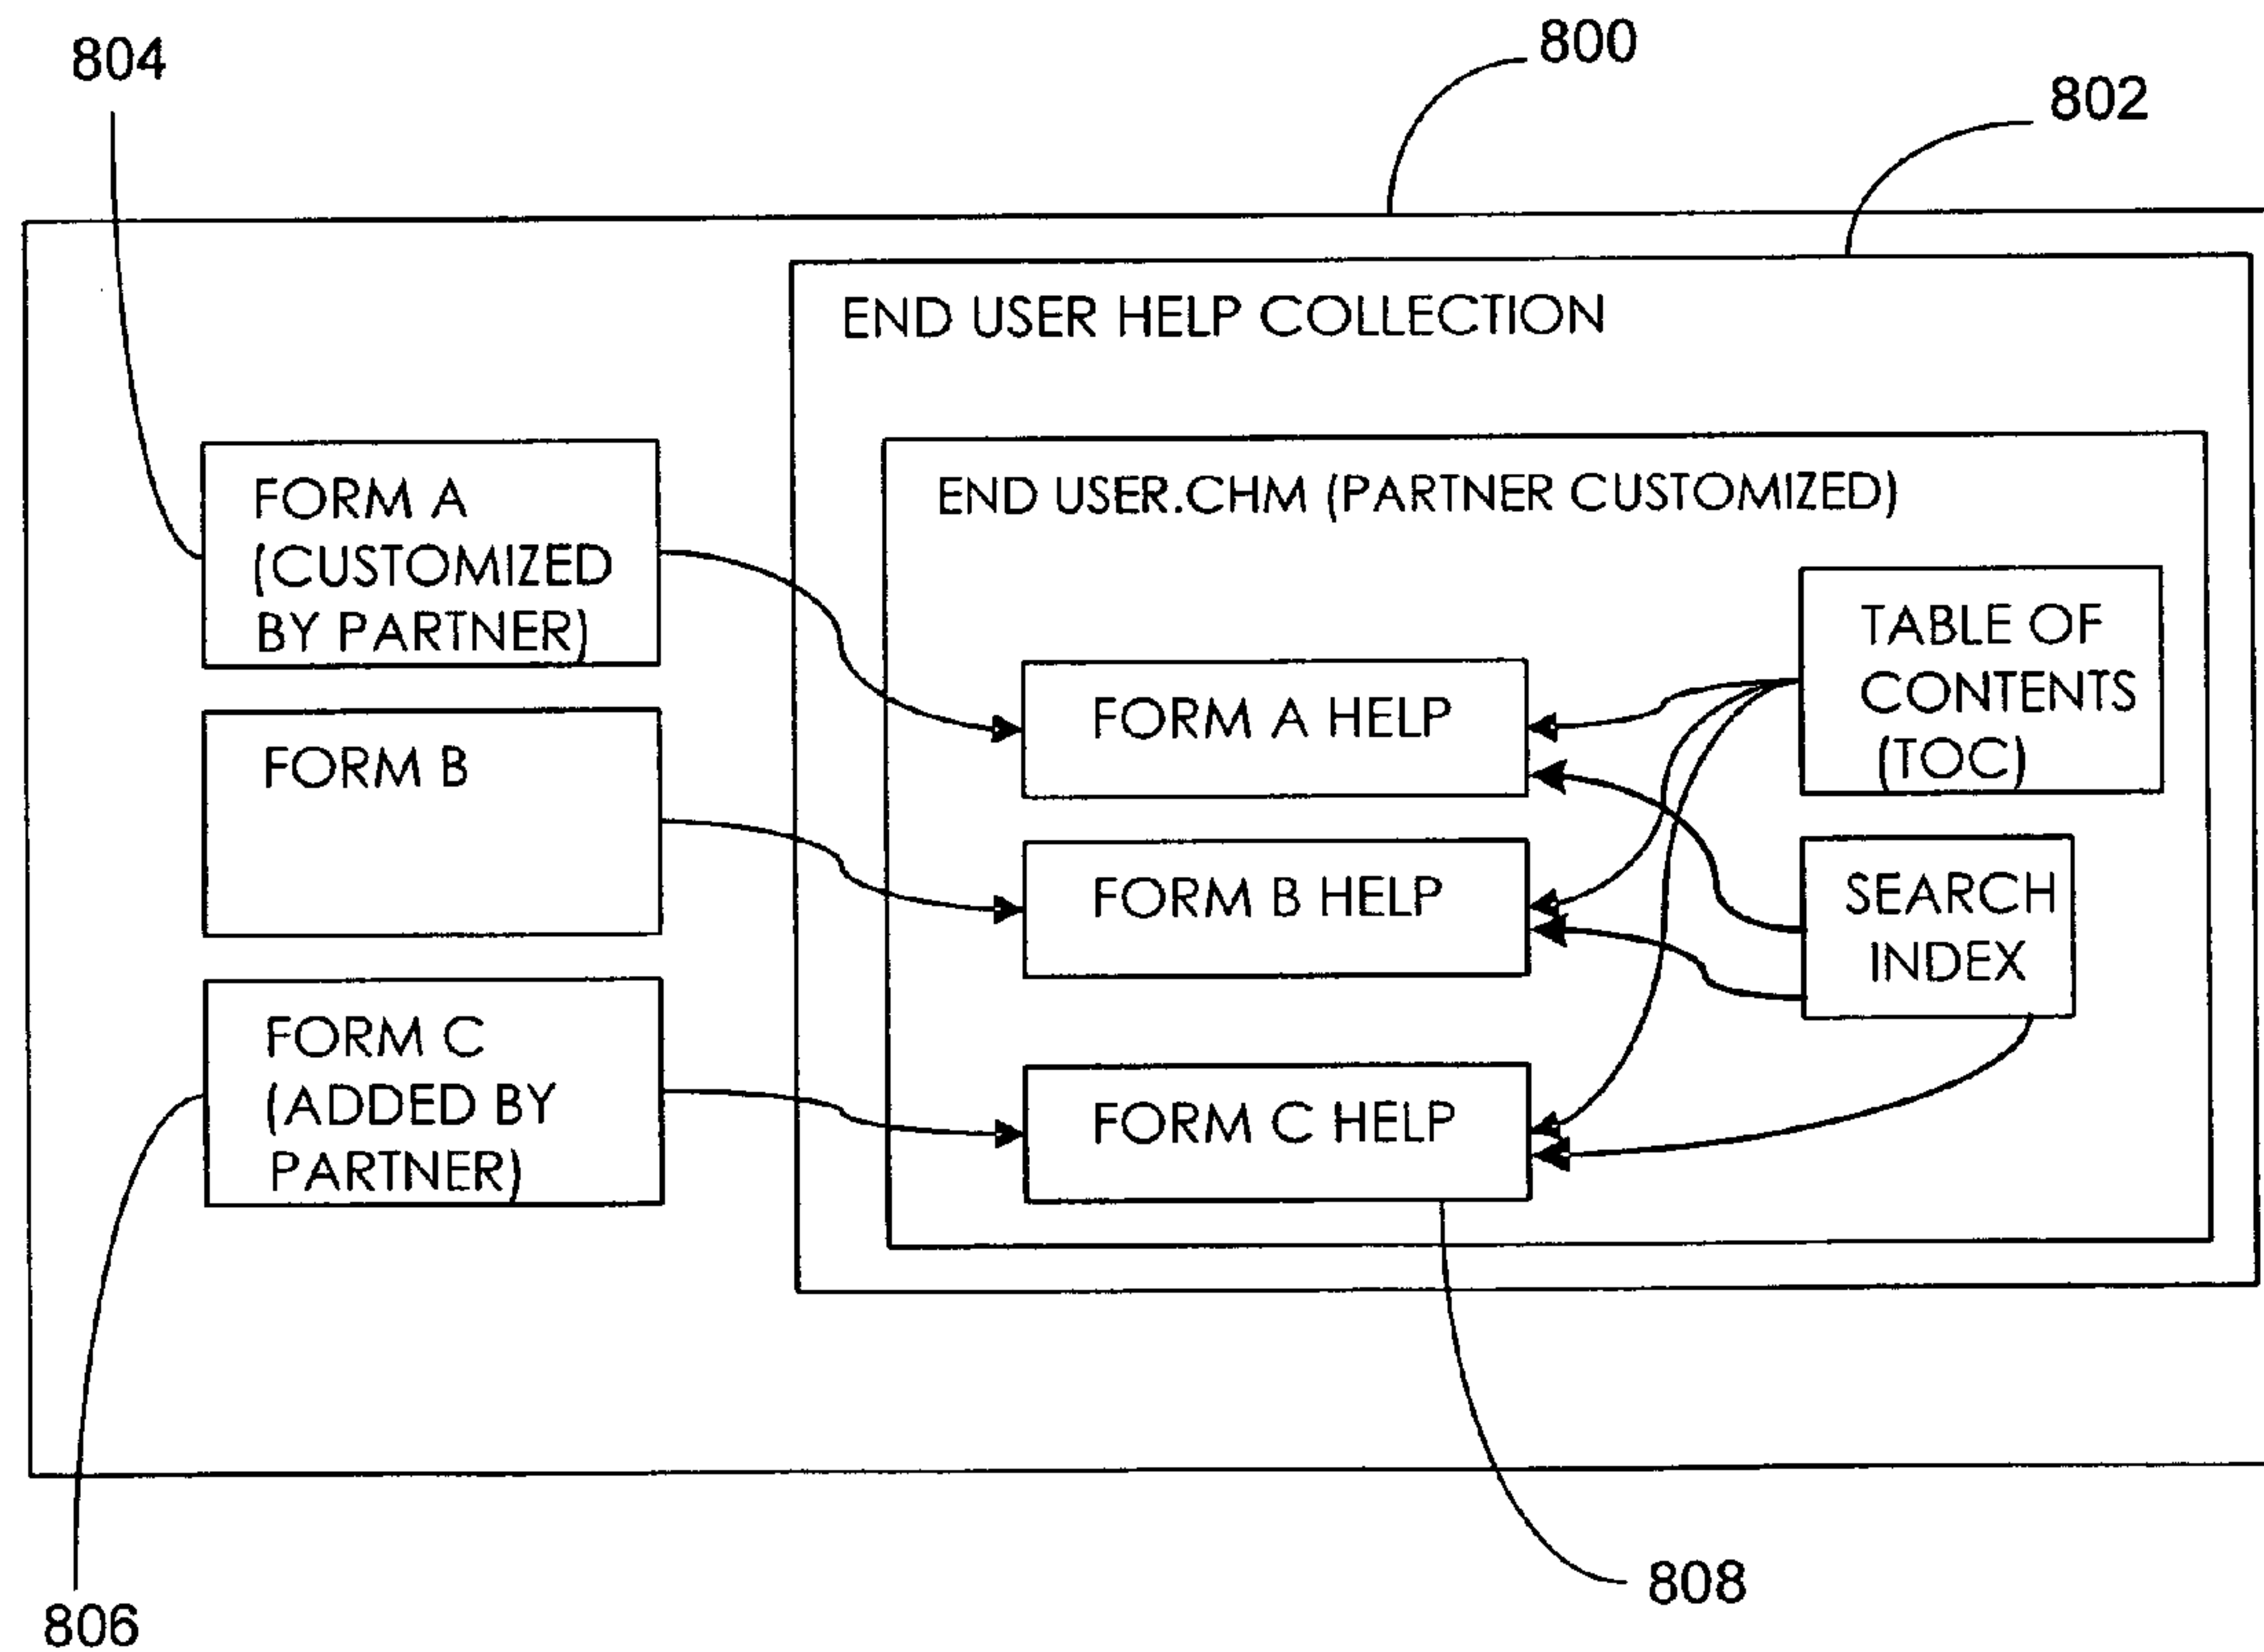 804
800
802
END USER HELP COLLECTION
END USER.CHM (PARTNER CUSTOMIZED)
FORM A
(CUSTOMIZED
BY PARTNER)
FORM B
FORM C
(ADDED BY
PARTNER)
FORM A HELP
FORM B HELP
FORM C HELP
TABLE OF
CONTENTS
(TOC)
SEARCH
INDEX
808
806